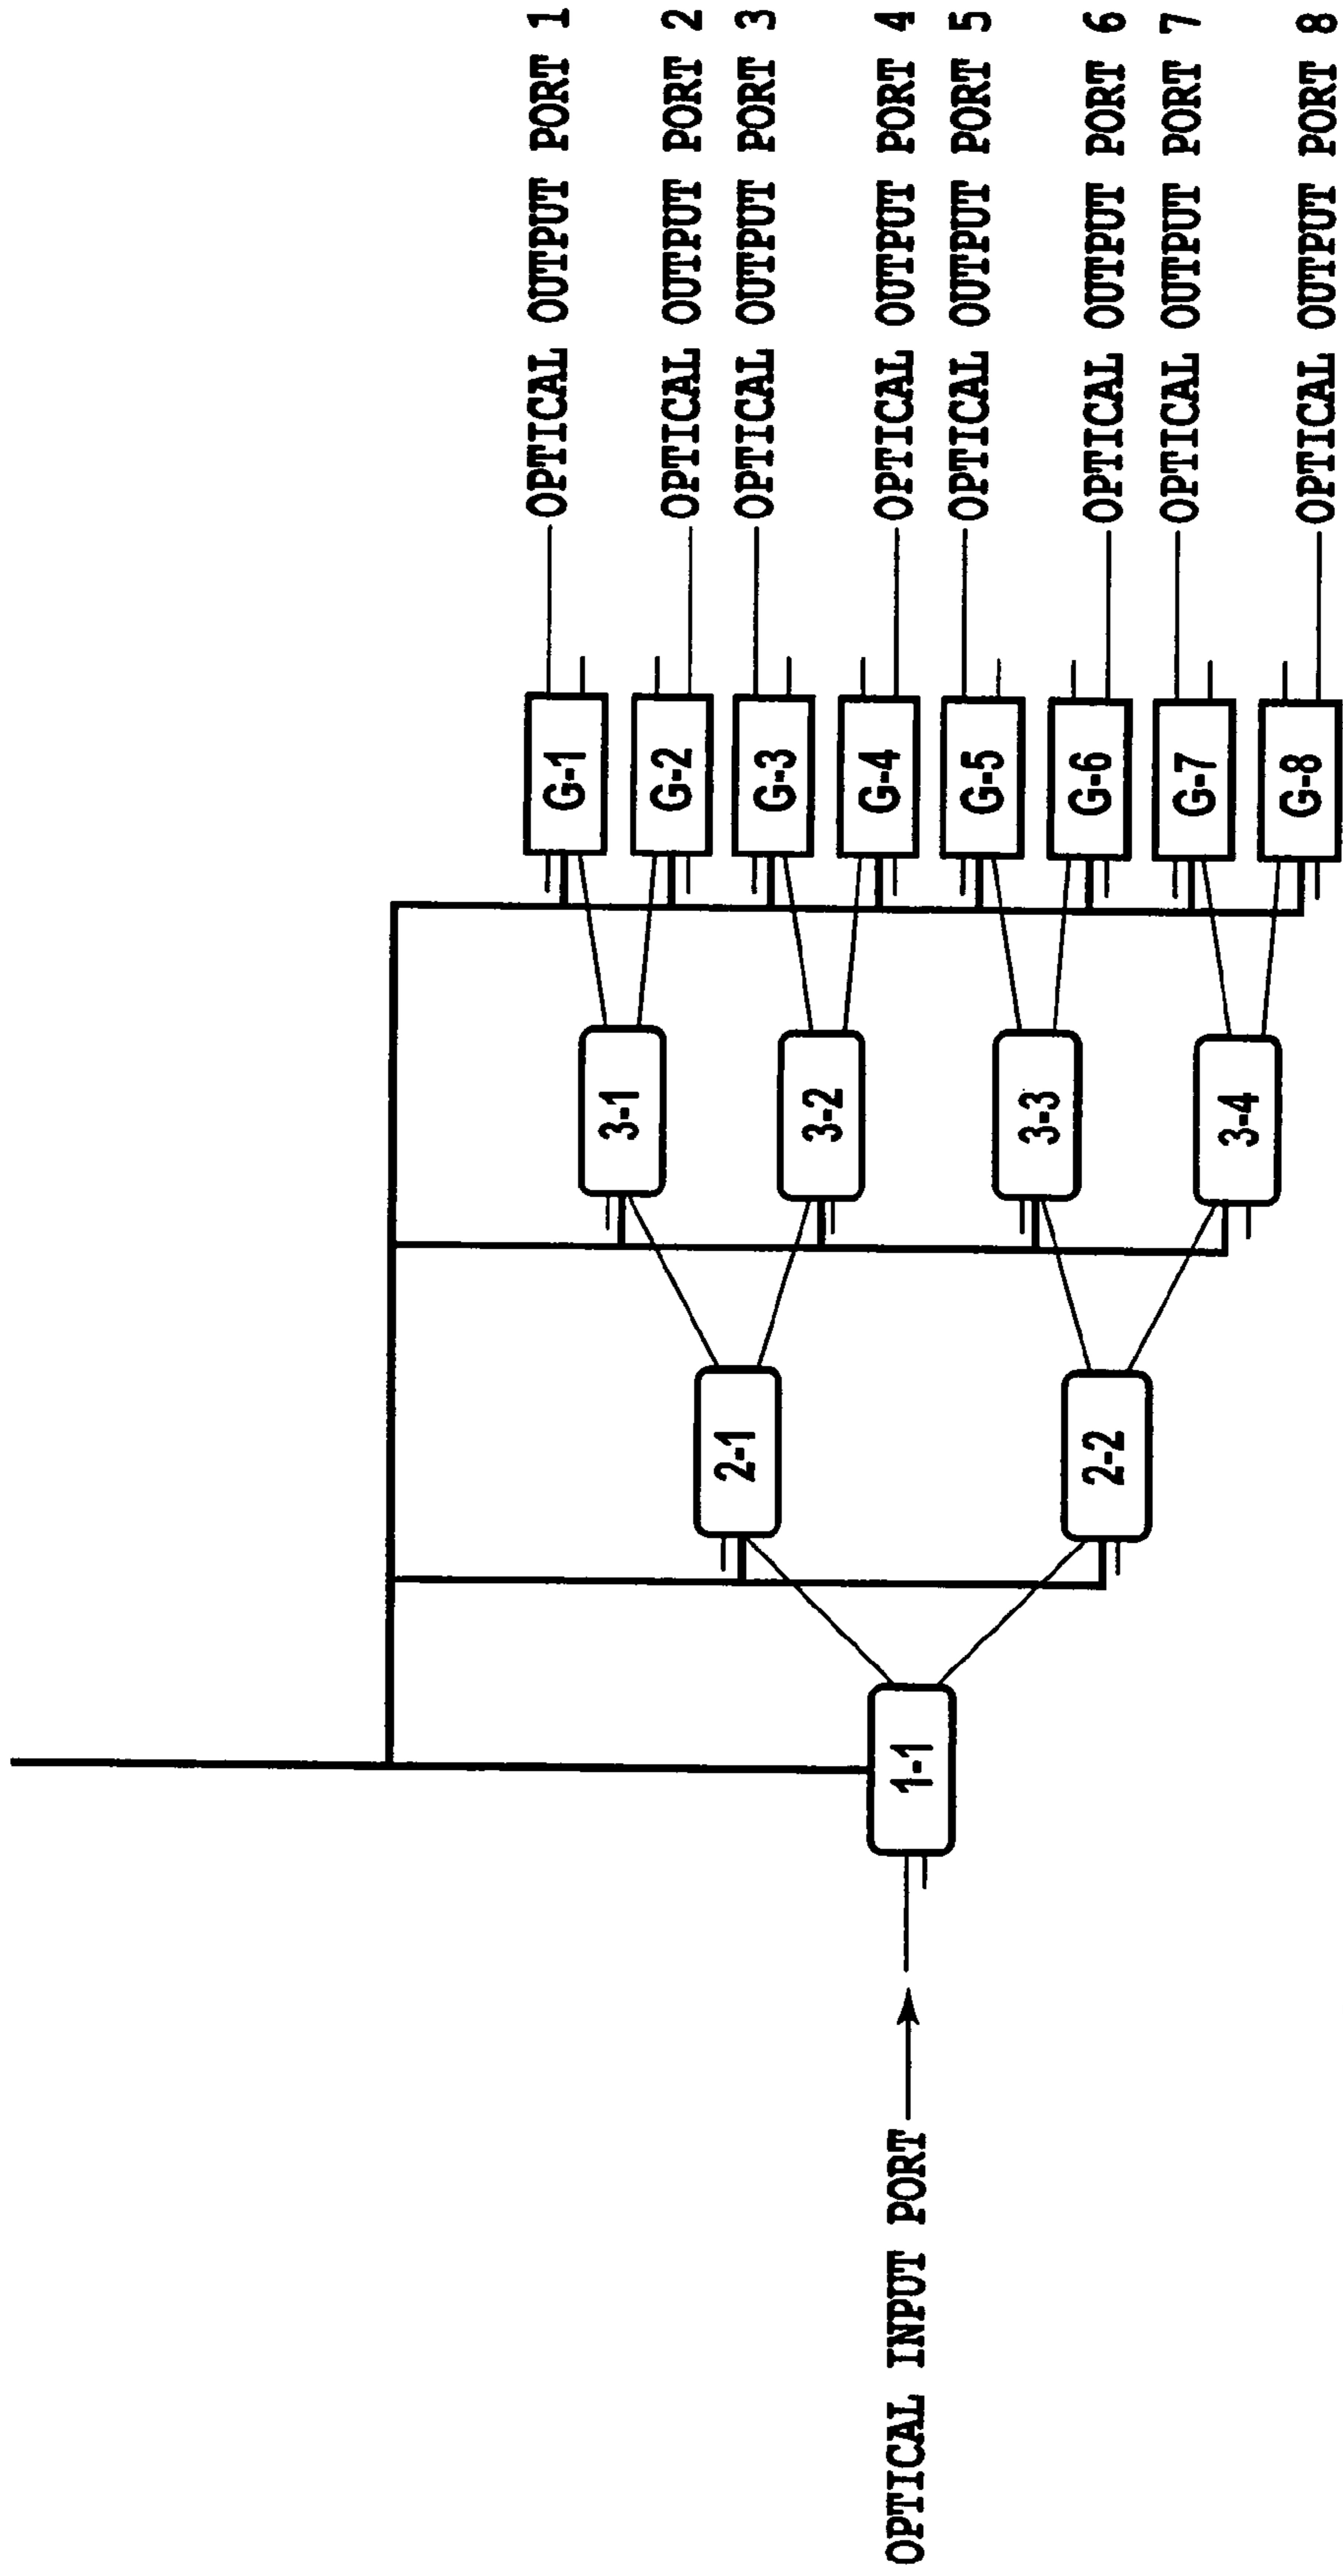 OPTICAL INPUT PORT
1-1
2-1
2-2
3-1
3-2
3-3
3-4
G-1
G-2
G-3
G-4
G-5
G-6
G-7
G-8
OPTICAL OUTPUT PORT 1
OPTICAL OUTPUT PORT 2
OPTICAL OUTPUT PORT 3
OPTICAL OUTPUT PORT 4
OPTICAL OUTPUT PORT 5
OPTICAL OUTPUT PORT 6
OPTICAL OUTPUT PORT 7
OPTICAL OUTPUT PORT 8